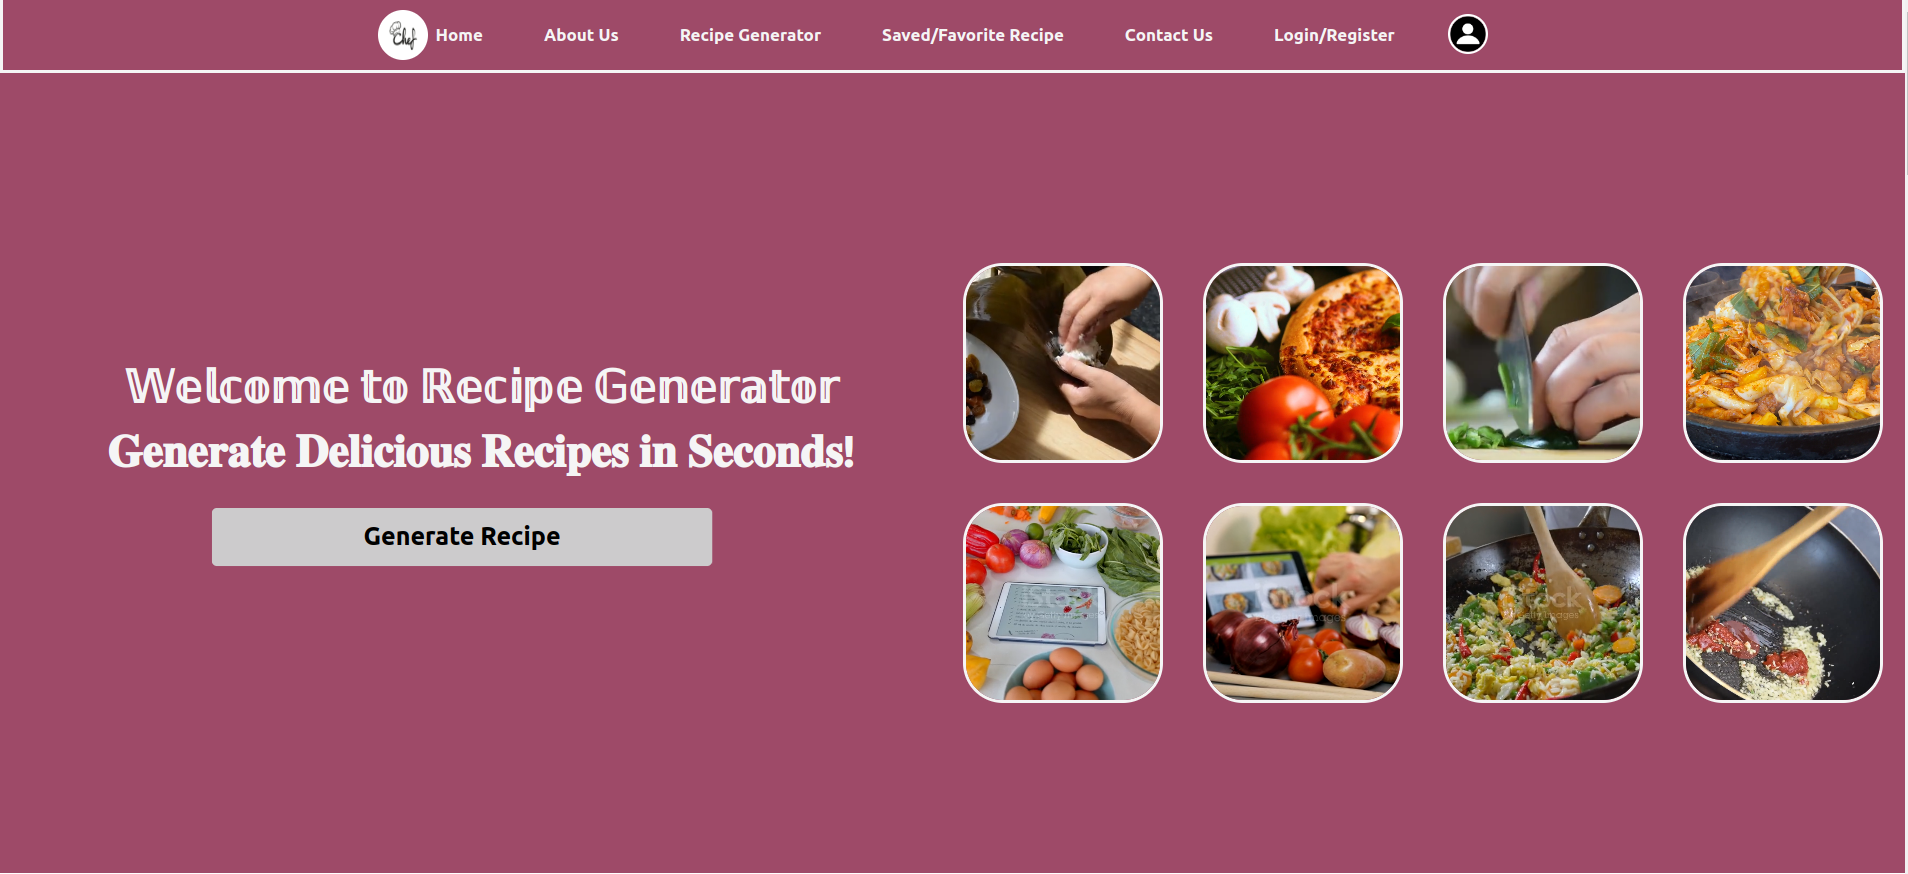 Chef
Home
About Us
Recipe Generator
Saved/Favorite Recipe
Contact Us
Login/Register
Welcome to Recipe Generator
Generate Delicious Recipes in Seconds!
Generate Recipe